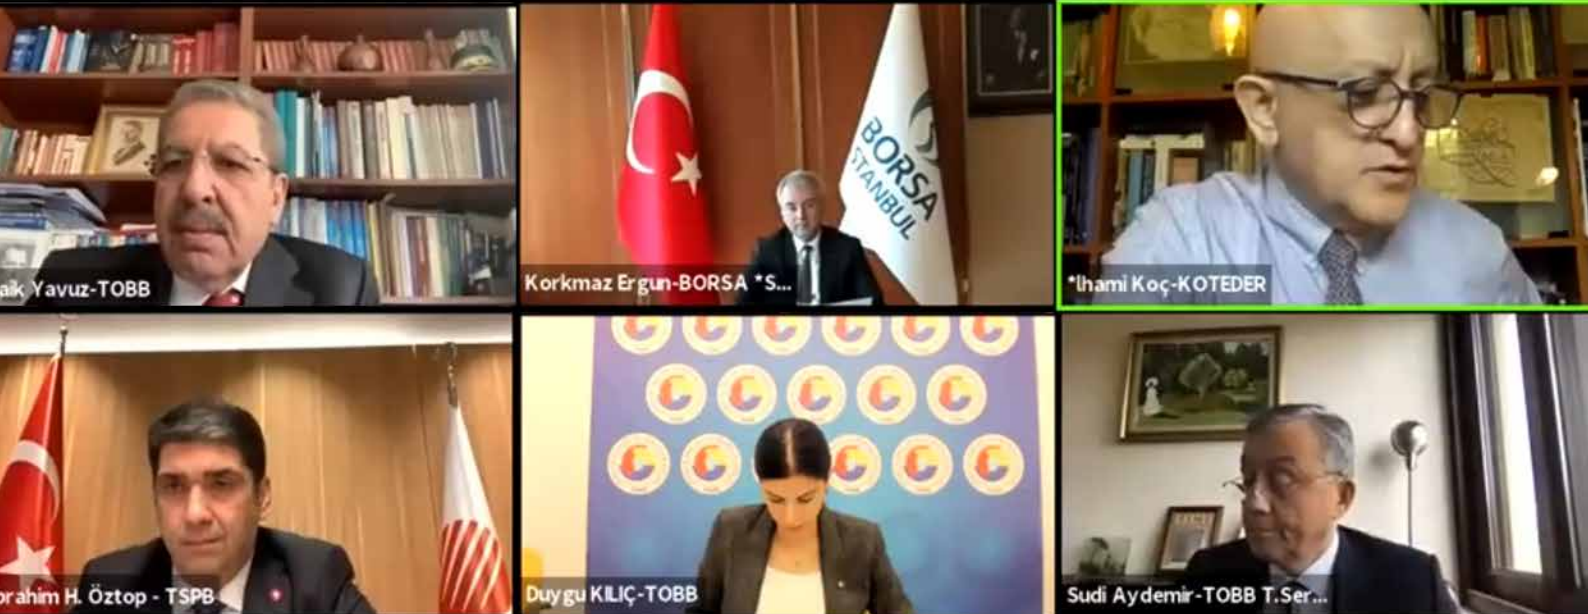 aik Yavuz-TOBB
BORSA
STANBUL
Korkmaz Ergun-BORSA *S...
*lhami Koç-KOTEDER
brahim H. Öztop - TSPB
Duygu KILIÇ-TOBB
Sudi Aydemir-TOBB T.Ser...